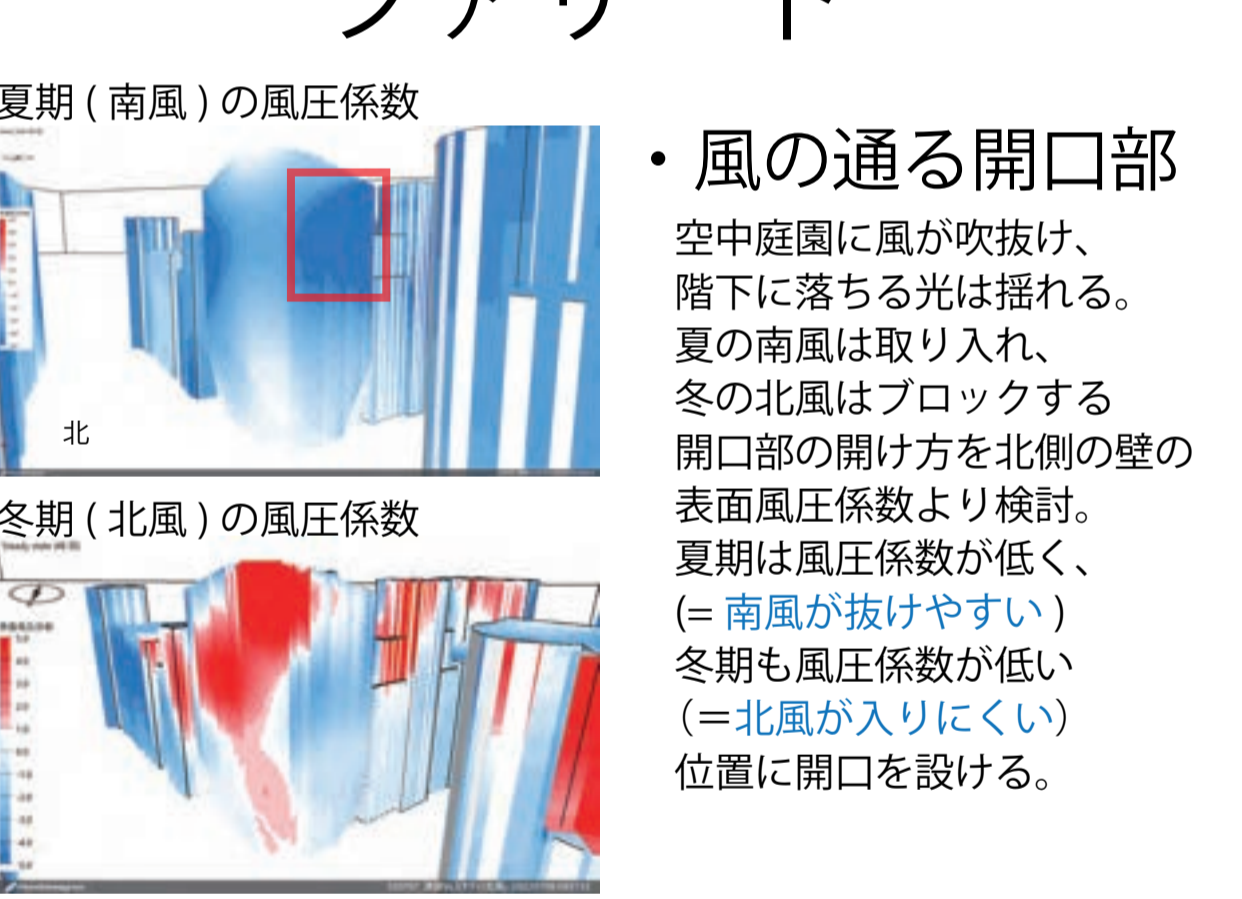 ファサード
夏期 ( 南風 ) の風圧係数
北
冬期 ( 北風 ) の風圧係数
・風の通る開口部
空中庭園に風が吹抜け、
階下に落ちる光は揺れる。
夏の南風は取り入れ、
冬の北風はブロックする
開口部の開け方を北側の壁の
表面風圧係数より検討。
夏期は風圧係数が低く、
(= 南風が抜けやすい )
冬期も風圧係数が低い
（＝北風が入りにくい）
位置に開口を設ける。